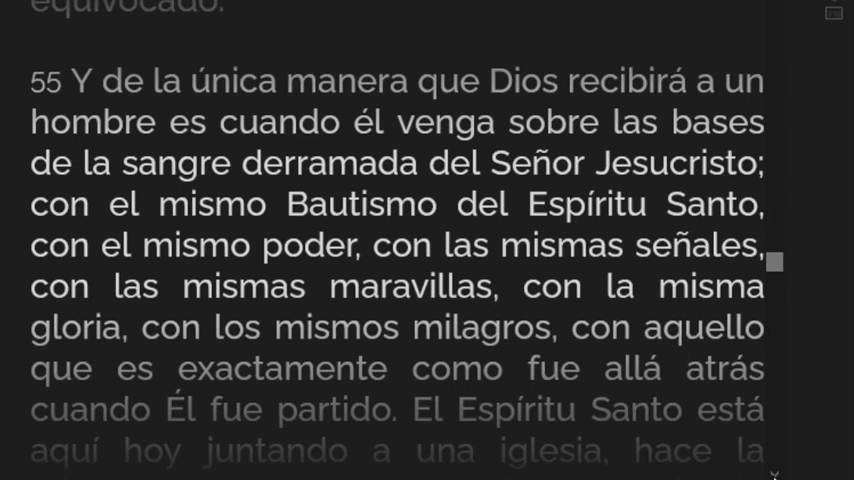 equivocado.
55 Y de la única manera que Dios recibirá a un
hombre es cuando él venga sobre las bases
de la sangre derramada del Señor Jesucristo;
con el mismo Bautismo del Espíritu Santo,
con el mismo poder, con las mismas señales,
con las mismas maravillas, con la misma
gloria, con los mismos milagros, con aquello
que es exactamente como fue allá atrás
cuando Él fue partido. El Espíritu Santo está
aquí hoy juntando a una iglesia, hace la